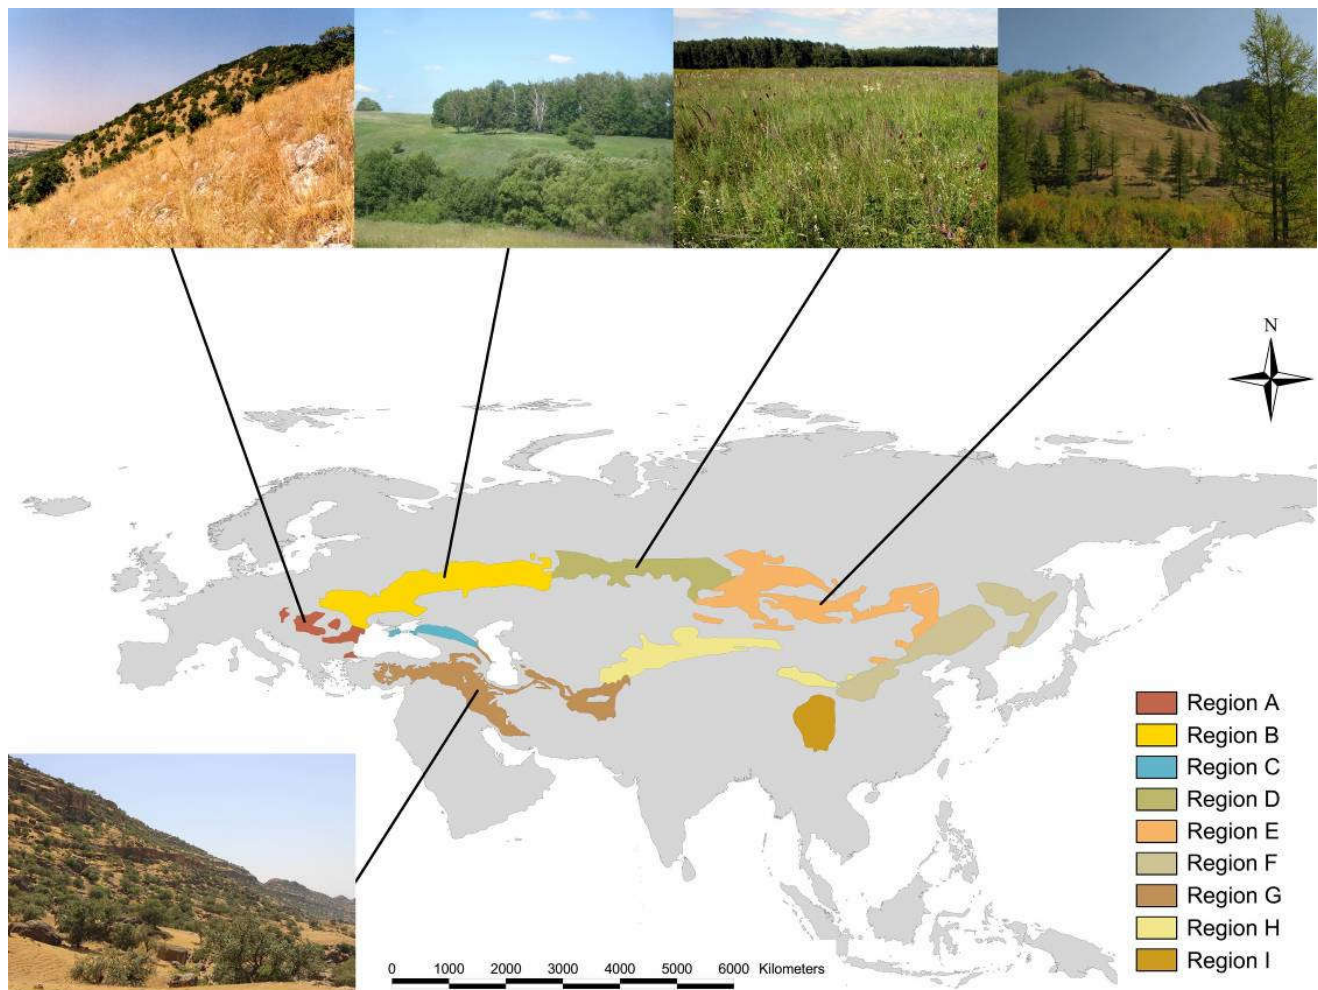 N
Region A
Region B
Region C
Region D
Region E
Region F
Region G
Region H
Region I
0 1000 2000 3000 4000 5000 6000 Kilometers